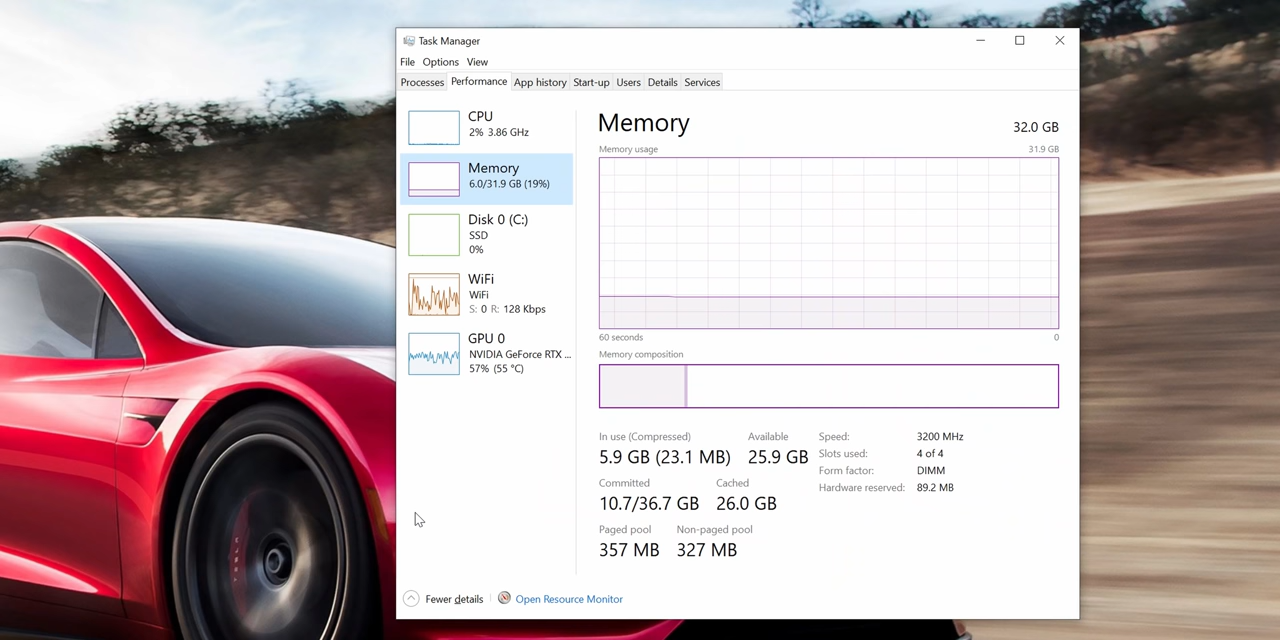 Task Manager
File Options View
Processes Performance App history Start-up Users Details Services
CPU
2% 3.86 GHz
Memory
6.0/31.9 GB (19%)
Disk 0 (C:)
SSD
0%
WiFi
WiFi
S: 0 R: 128 Kbps
GPU 0
NVIDIA GeForce RTX ...
57% (55 °C)
Memory 32.0 GB
Memory usage 31.9 GB
60 seconds 0
Memory composition
In use (Compressed) Available
5.9 GB (23.1 MB) 25.9 GB
Committed Cached
10.7/36.7 GB 26.0 GB
Paged pool Non-paged pool
357 MB 327 MB
Speed: 3200 MHz
Slots used: 4 of 4
Form factor: DIMM
Hardware reserved: 89.2 MB
Fewer details Open Resource Monitor
TESLA